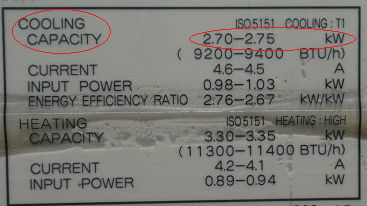 COOLING ISO5151 COOLING : T1
CAPACITY 2.70–2.75 kW
(9200–9400 BTU/h)
CURRENT 4.6–4.5 A
INPUT POWER 0.98–1.03 kW
ENERGY EFFICIENCY RATIO 2.76–2.67 kW/kW
HEATING ISO5151 HEATING : HIGH
CAPACITY 3.30–3.35 kW
(11300–11400 BTU/h)
CURRENT 4.2–4.1 A
INPUT POWER 0.89–0.94 kW